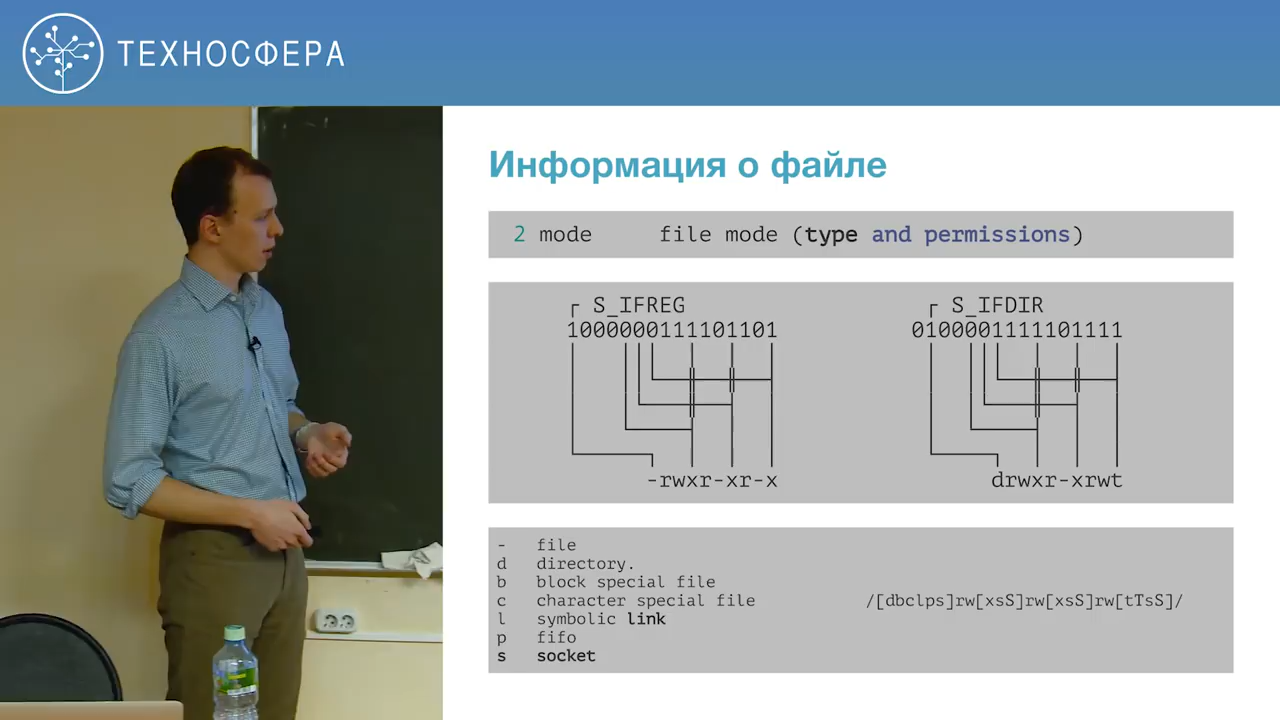 ТЕХНОСФЕРА
Информация о файле
2 mode file mode (type and permissions)
┌ S_IFREG
1000000111101101
-rwxr-xr-x
┌ S_IFDIR
0100001111101111
drwxr-xrwt
- file
d directory.
b block special file
c character special file
l symbolic link
p fifo
s socket
/[dbclps]rw[xsS]rw[xsS]rw[tTsS]/